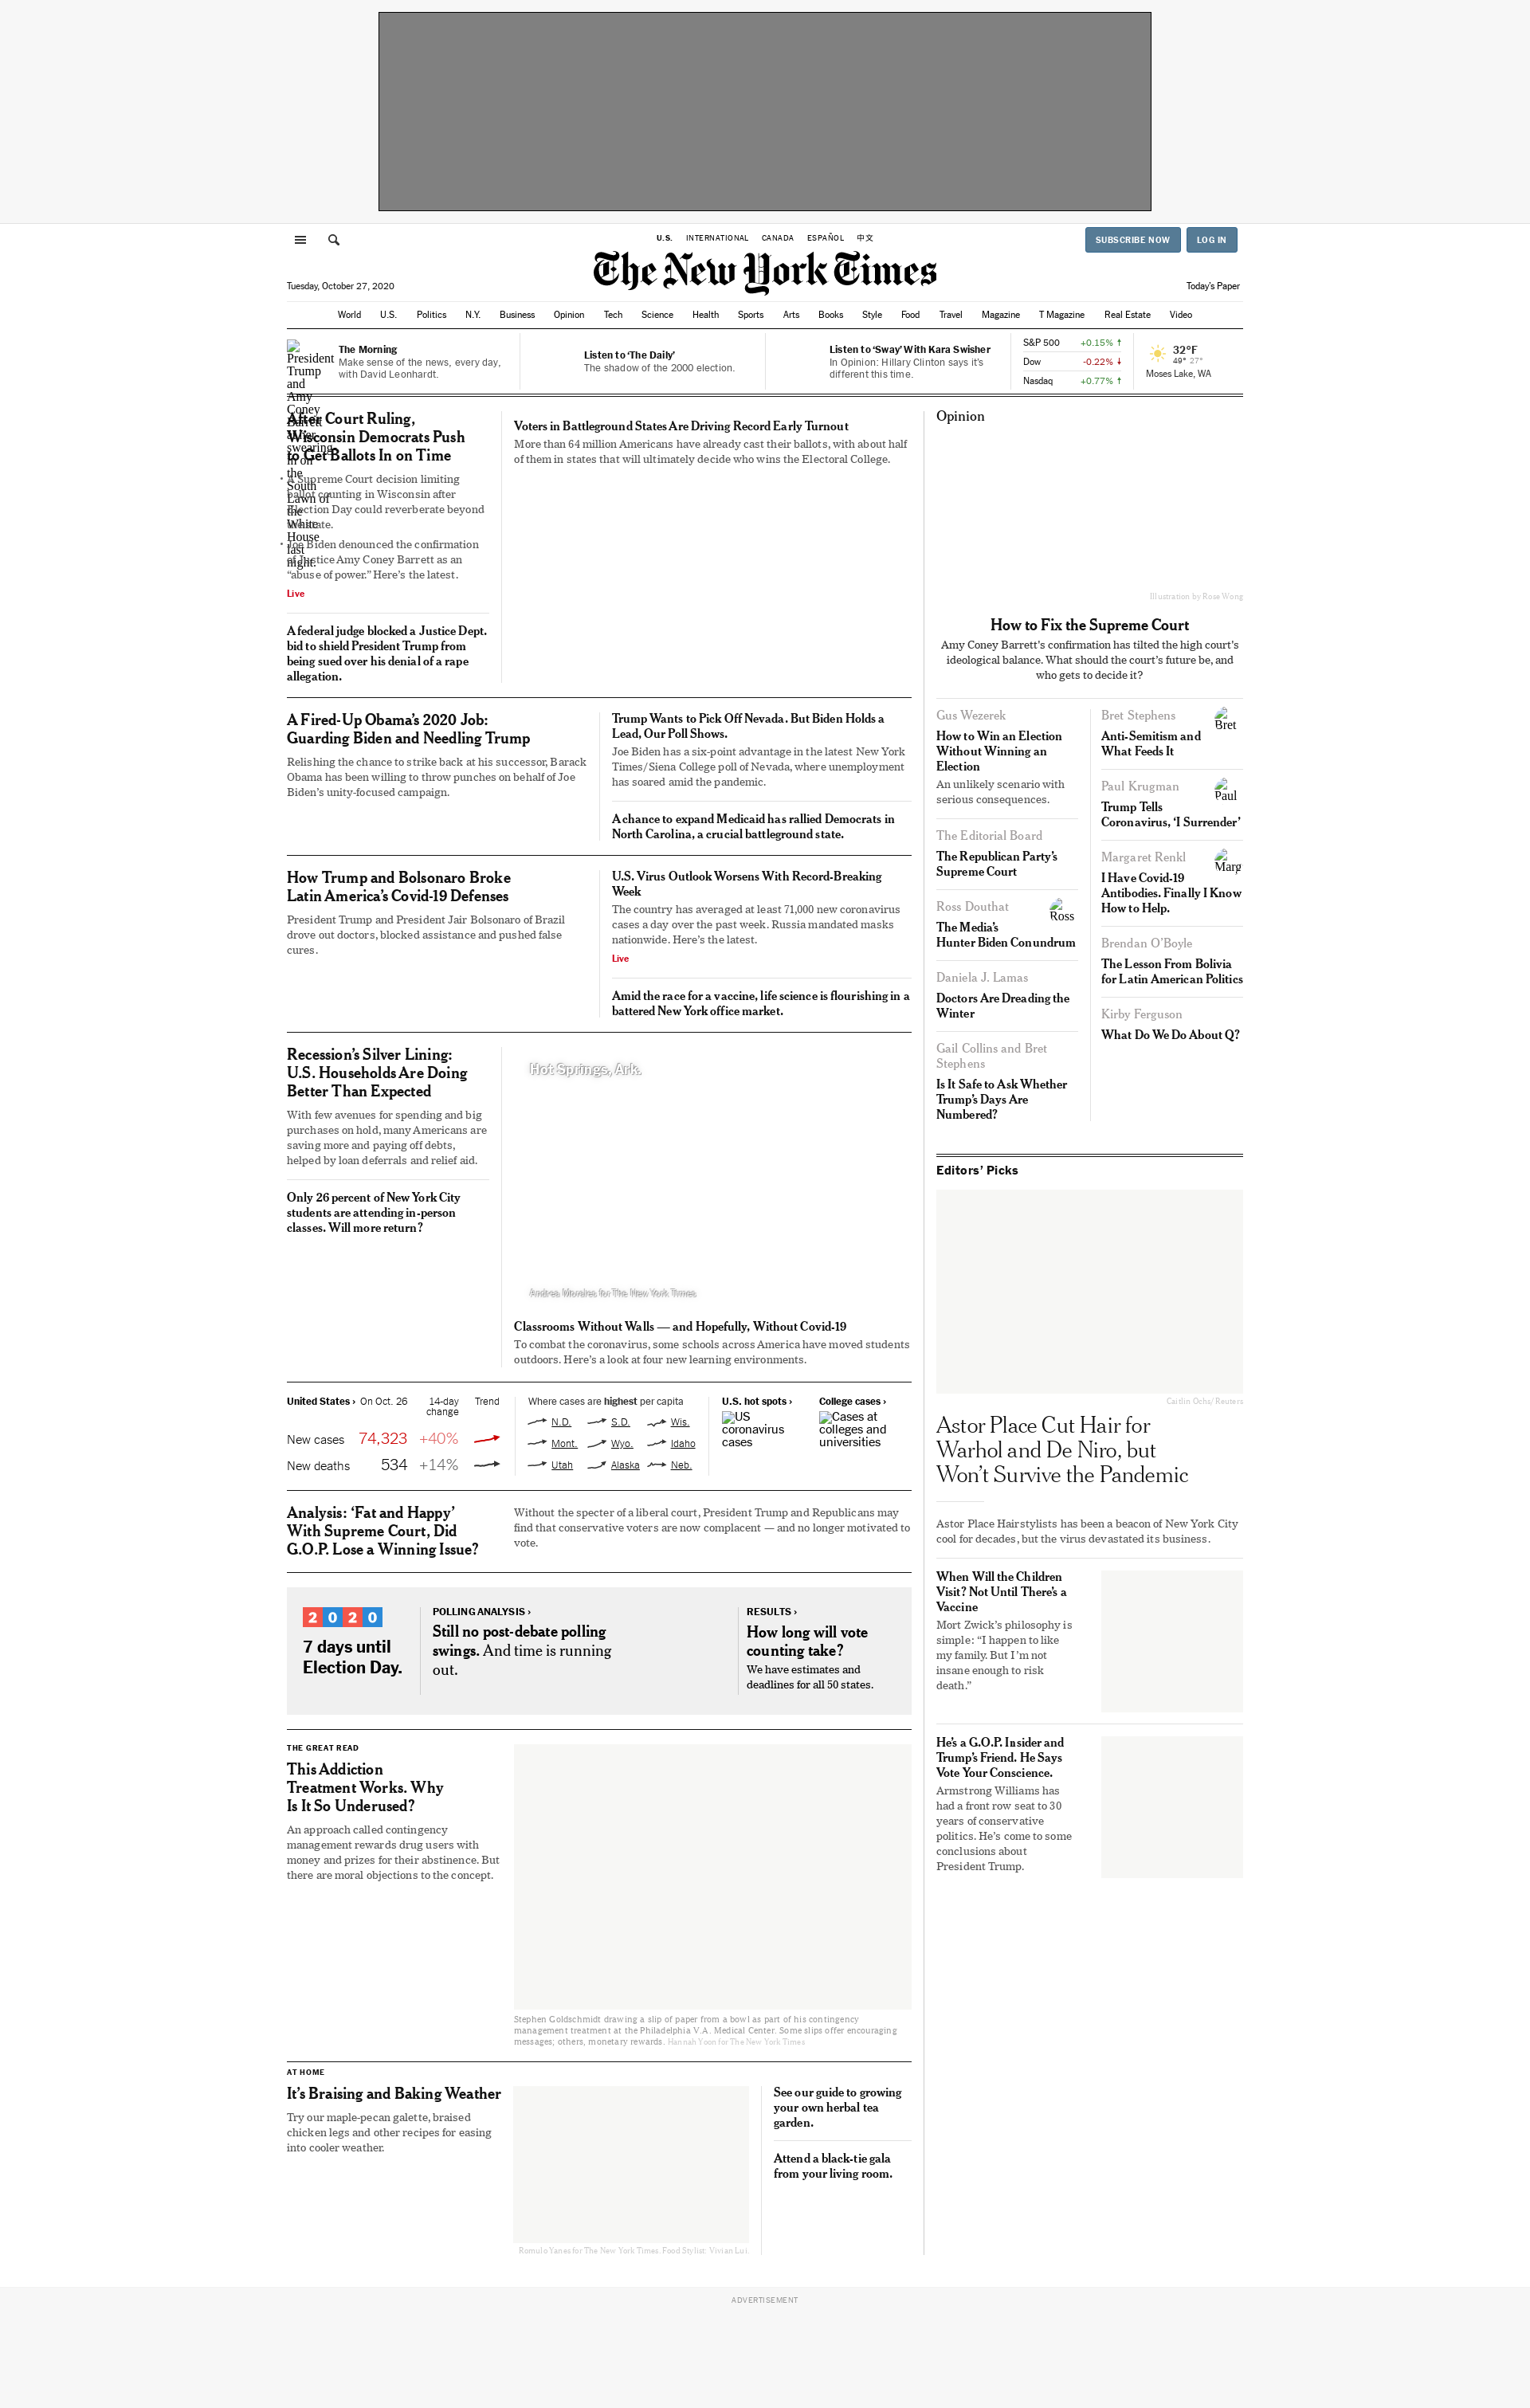 U.S. INTERNATIONAL CANADA ESPAÑOL 中文
SUBSCRIBE NOW LOG IN
The New York Times
Tuesday, October 27, 2020
Today's Paper
World U.S. Politics N.Y. Business Opinion Tech Science Health Sports Arts Books Style Food Travel Magazine T Magazine Real Estate Video
President
Trump
and
Amy
Coney
Barrett
after
swearing
in on
the
South
Lawn of
the
White
House
last
night.
The Morning
Make sense of the news, every day,
with David Leonhardt.
Listen to ‘The Daily’
The shadow of the 2000 election.
Listen to ‘Sway’ With Kara Swisher
In Opinion: Hillary Clinton says it’s
different this time.
S&P 500 +0.15% ↑
Dow -0.22% ↓
Nasdaq +0.77% ↑
32°F
49° 27°
Moses Lake, WA
After Court Ruling,
Wisconsin Democrats Push
to Get Ballots In on Time
• A Supreme Court decision limiting
ballot counting in Wisconsin after
Election Day could reverberate beyond
the state.
• Joe Biden denounced the confirmation
of Justice Amy Coney Barrett as an
“abuse of power.” Here’s the latest.
Live
A federal judge blocked a Justice Dept.
bid to shield President Trump from
being sued over his denial of a rape
allegation.
Voters in Battleground States Are Driving Record Early Turnout
More than 64 million Americans have already cast their ballots, with about half
of them in states that will ultimately decide who wins the Electoral College.
A Fired-Up Obama’s 2020 Job:
Guarding Biden and Needling Trump
Relishing the chance to strike back at his successor, Barack
Obama has been willing to throw punches on behalf of Joe
Biden’s unity-focused campaign.
Trump Wants to Pick Off Nevada. But Biden Holds a
Lead, Our Poll Shows.
Joe Biden has a six-point advantage in the latest New York
Times/Siena College poll of Nevada, where unemployment
has soared amid the pandemic.
A chance to expand Medicaid has rallied Democrats in
North Carolina, a crucial battleground state.
How Trump and Bolsonaro Broke
Latin America’s Covid-19 Defenses
President Trump and President Jair Bolsonaro of Brazil
drove out doctors, blocked assistance and pushed false
cures.
U.S. Virus Outlook Worsens With Record-Breaking
Week
The country has averaged at least 71,000 new coronavirus
cases a day over the past week. Russia mandated masks
nationwide. Here’s the latest.
Live
Amid the race for a vaccine, life science is flourishing in a
battered New York office market.
Recession’s Silver Lining:
U.S. Households Are Doing
Better Than Expected
With few avenues for spending and big
purchases on hold, many Americans are
saving more and paying off debts,
helped by loan deferrals and relief aid.
Only 26 percent of New York City
students are attending in-person
classes. Will more return?
Hot Springs, Ark.
Andrea Morales for The New York Times
Classrooms Without Walls — and Hopefully, Without Covid-19
To combat the coronavirus, some schools across America have moved students
outdoors. Here’s a look at four new learning environments.
United States › On Oct. 26 14-day
change Trend
New cases 74,323 +40%
New deaths 534 +14%
Where cases are highest per capita
N.D. S.D. Wis.
Mont. Wyo. Idaho
Utah Alaska Neb.
U.S. hot spots ›
US
coronavirus
cases
College cases ›
Cases at
colleges and
universities
Analysis: ‘Fat and Happy’
With Supreme Court, Did
G.O.P. Lose a Winning Issue?
Without the specter of a liberal court, President Trump and Republicans may
find that conservative voters are now complacent — and no longer motivated to
vote.
2020
7 days until
Election Day.
POLLING ANALYSIS ›
Still no post-debate polling
swings. And time is running
out.
RESULTS ›
How long will vote
counting take?
We have estimates and
deadlines for all 50 states.
THE GREAT READ
This Addiction
Treatment Works. Why
Is It So Underused?
An approach called contingency
management rewards drug users with
money and prizes for their abstinence. But
there are moral objections to the concept.
Stephen Goldschmidt drawing a slip of paper from a bowl as part of his contingency
management treatment at the Philadelphia V.A. Medical Center. Some slips offer encouraging
messages; others, monetary rewards. Hannah Yoon for The New York Times
AT HOME
It’s Braising and Baking Weather
Try our maple-pecan galette, braised
chicken legs and other recipes for easing
into cooler weather.
Romulo Yanes for The New York Times. Food Stylist: Vivian Lui.
See our guide to growing
your own herbal tea
garden.
Attend a black-tie gala
from your living room.
Opinion
Illustration by Rose Wong
How to Fix the Supreme Court
Amy Coney Barrett’s confirmation has tilted the high court’s
ideological balance. What should the court’s future be, and
who gets to decide it?
Gus Wezerek
How to Win an Election
Without Winning an
Election
An unlikely scenario with
serious consequences.
The Editorial Board
The Republican Party’s
Supreme Court
Ross Douthat
Ross
The Media’s
Hunter Biden Conundrum
Daniela J. Lamas
Doctors Are Dreading the
Winter
Gail Collins and Bret
Stephens
Is It Safe to Ask Whether
Trump’s Days Are
Numbered?
Bret Stephens
Bret
Anti-Semitism and
What Feeds It
Paul Krugman
Paul
Trump Tells
Coronavirus, ‘I Surrender’
Margaret Renkl
Marg
I Have Covid-19
Antibodies. Finally I Know
How to Help.
Brendan O’Boyle
The Lesson From Bolivia
for Latin American Politics
Kirby Ferguson
What Do We Do About Q?
Editors’ Picks
Caitlin Ochs/Reuters
Astor Place Cut Hair for
Warhol and De Niro, but
Won’t Survive the Pandemic
Astor Place Hairstylists has been a beacon of New York City
cool for decades, but the virus devastated its business.
When Will the Children
Visit? Not Until There’s a
Vaccine
Mort Zwick’s philosophy is
simple: “I happen to like
my family. But I’m not
insane enough to risk
death.”
He’s a G.O.P. Insider and
Trump’s Friend. He Says
Vote Your Conscience.
Armstrong Williams has
had a front row seat to 30
years of conservative
politics. He’s come to some
conclusions about
President Trump.
ADVERTISEMENT